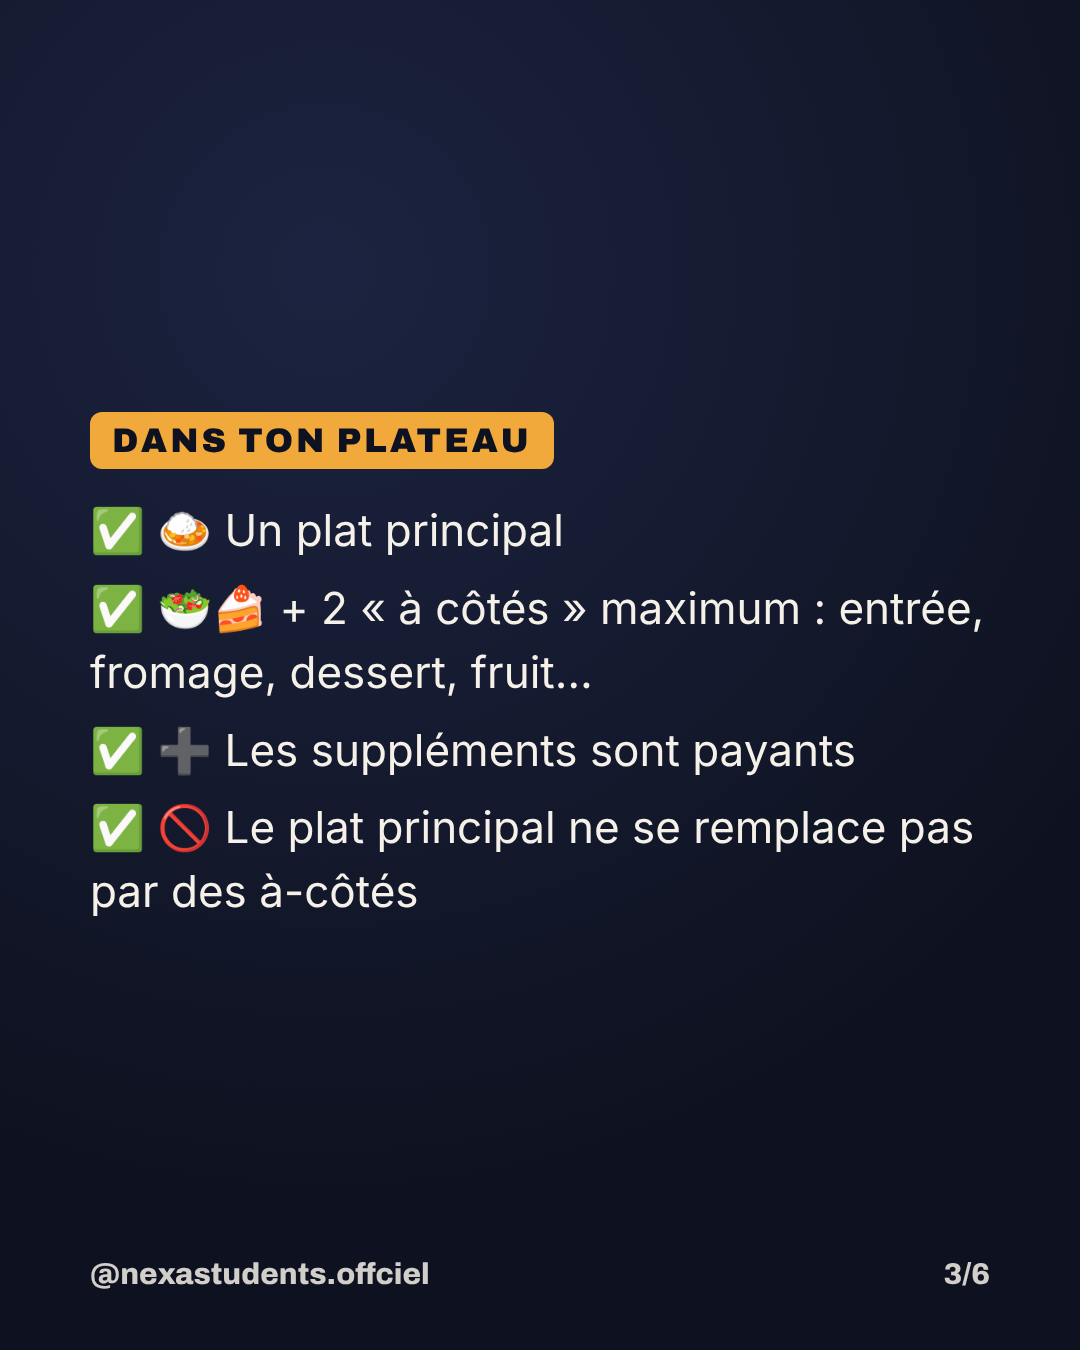 DANS TON PLATEAU
✅ 🍛 Un plat principal
✅ 🥗🍰 + 2 « à côtés » maximum : entrée,
fromage, dessert, fruit...
✅ ➕ Les suppléments sont payants
✅ 🚫 Le plat principal ne se remplace pas
par des à-côtés
@nexastudents.offciel
3/6